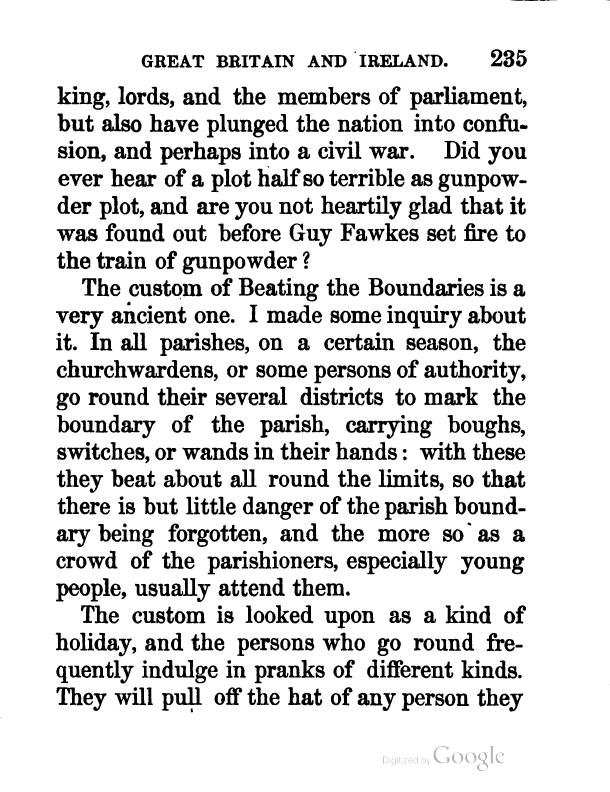 GREAT BRITAIN AND IRELAND. 235
king, lords, and the members of parliament,
but also have plunged the nation into confu-
sion, and perhaps into a civil war. Did you
ever hear of a plot half so terrible as gunpow-
der plot, and are you not heartily glad that it
was found out before Guy Fawkes set fire to
the train of gunpowder?
The custom of Beating the Boundaries is a
very ancient one. I made some inquiry about
it. In all parishes, on a certain season, the
churchwardens, or some persons of authority,
go round their several districts to mark the
boundary of the parish, carrying boughs,
switches, or wands in their hands: with these
they beat about all round the limits, so that
there is but little danger of the parish bound-
ary being forgotten, and the more so as a
crowd of the parishioners, especially young
people, usually attend them.
The custom is looked upon as a kind of
holiday, and the persons who go round fre-
quently indulge in pranks of different kinds.
They will pull off the hat of any person they
Digitized by Google